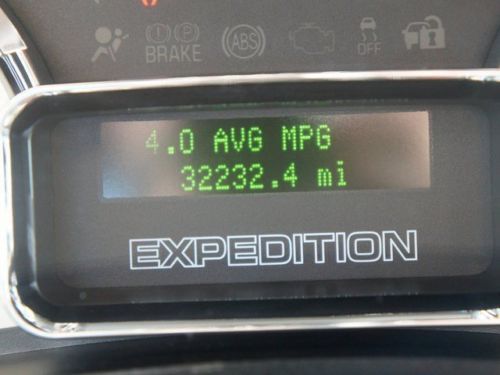 BRAKE
ABS
OFF
4.0 AVG MPG
32232.4 mi
EXPEDITION